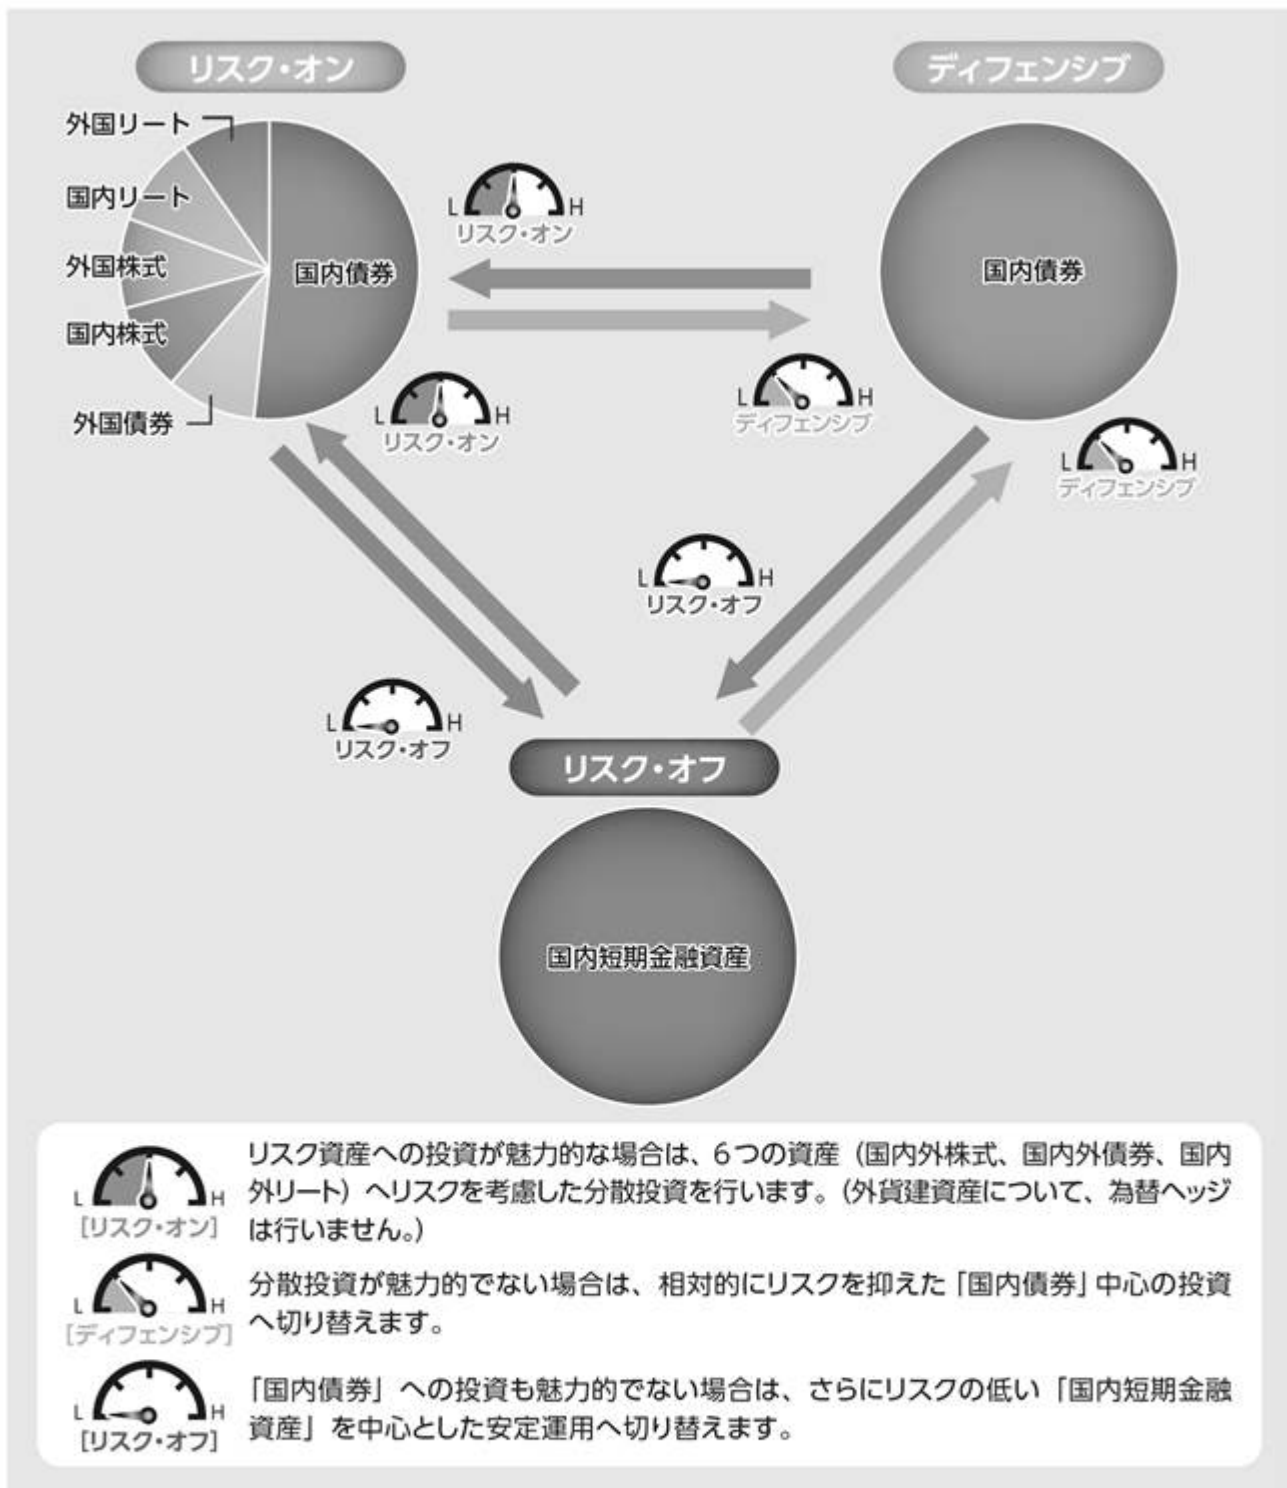 リスク・オン
ディフェンシブ
外国リート
国内リート
外国株式
国内株式
外国債券
国内債券
国内債券
L H
リスク・オン
L H
リスク・オン
L H
ディフェンシブ
L H
ディフェンシブ
L H
リスク・オフ
L H
リスク・オフ
リスク・オフ
国内短期金融資産
L H
[リスク・オン]
リスク資産への投資が魅力的な場合は、6つの資産（国内外株式、国内外債券、国内
外リート）へリスクを考慮した分散投資を行います。（外貨建資産について、為替ヘッジ
は行いません。）
L H
[ディフェンシブ]
分散投資が魅力的でない場合は、相対的にリスクを抑えた「国内債券」中心の投資
へ切り替えます。
L H
[リスク・オフ]
「国内債券」への投資も魅力的でない場合は、さらにリスクの低い「国内短期金融
資産」を中心とした安定運用へ切り替えます。